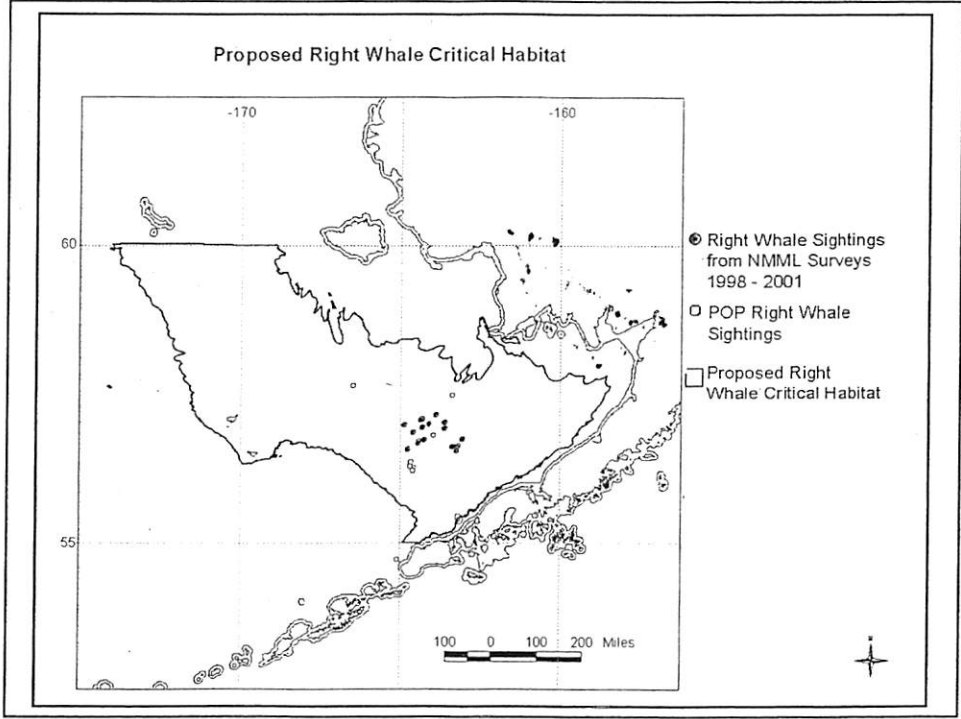 Proposed Right Whale Critical Habitat
-170
-160
60
55
Right Whale Sightings
from NMML Surveys
1998 - 2001
POP Right Whale
Sightings
Proposed Right
Whale Critical Habitat
100 0 100 200 Miles
N